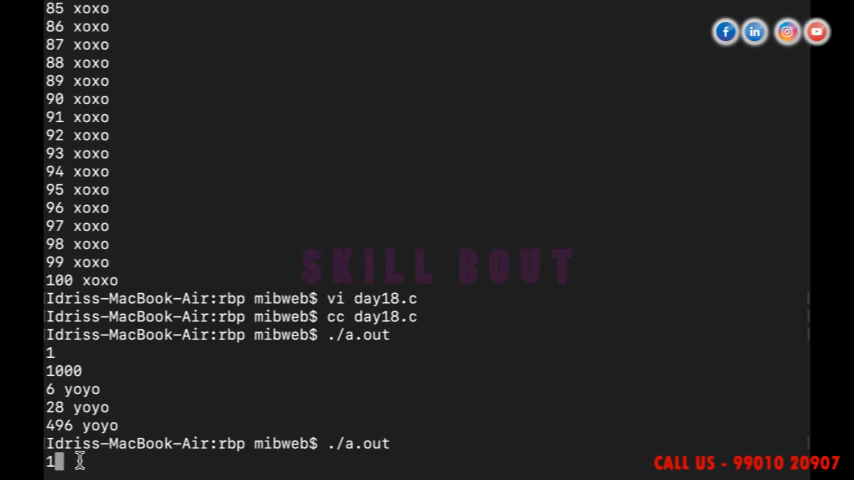 85 xoxo
86 xoxo
87 xoxo
88 xoxo
89 xoxo
90 xoxo
91 xoxo
92 xoxo
93 xoxo
94 xoxo
95 xoxo
96 xoxo
97 xoxo
98 xoxo
99 xoxo
100 xoxo
SKILL BOUT
Idriss-MacBook-Air:rbp mibweb$ vi day18.c
Idriss-MacBook-Air:rbp mibweb$ cc day18.c
Idriss-MacBook-Air:rbp mibweb$ ./a.out
1
1000
6 yoyo
28 yoyo
496 yoyo
Idriss-MacBook-Air:rbp mibweb$ ./a.out
1
CALL US - 99010 20907